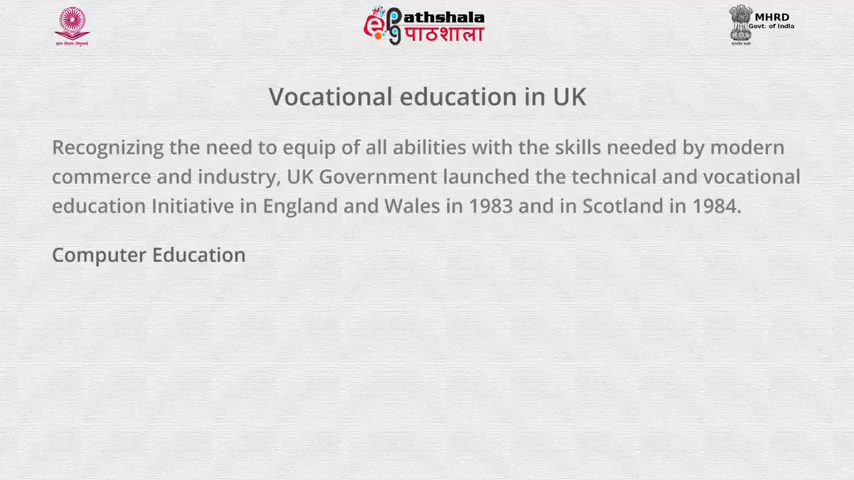 ePathshala
पाठशाला
MHRD
Govt. of India
Vocational education in UK
Recognizing the need to equip of all abilities with the skills needed by modern
commerce and industry, UK Government launched the technical and vocational
education Initiative in England and Wales in 1983 and in Scotland in 1984.
Computer Education